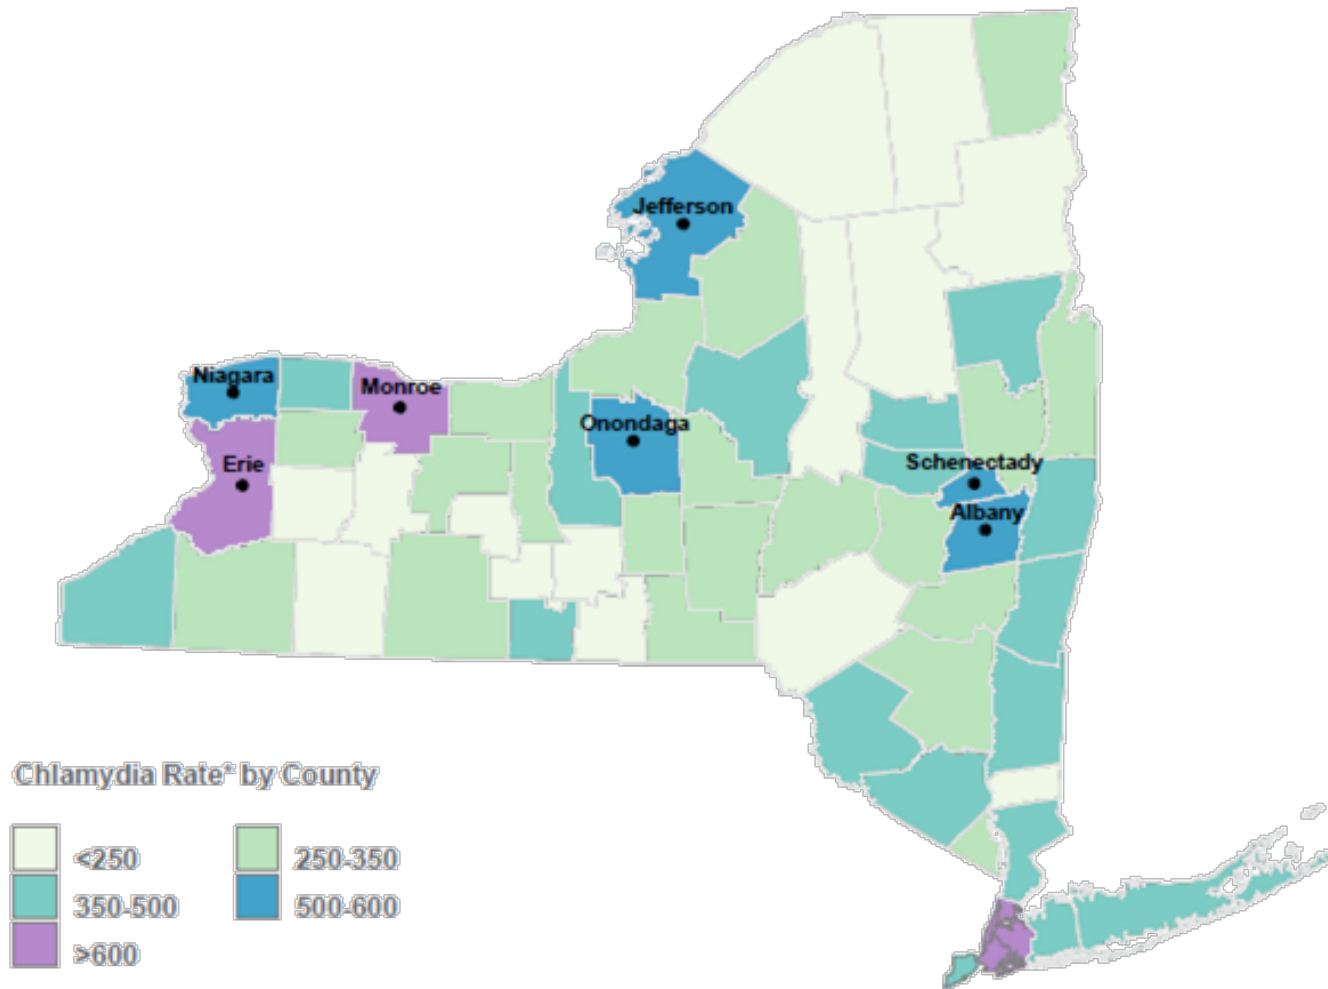 Jefferson
Niagara
Monroe
Onondaga
Erie
Schenectady
Albany
Chlamydia Rate* by County
<250
250-350
350-500
500-600
>600